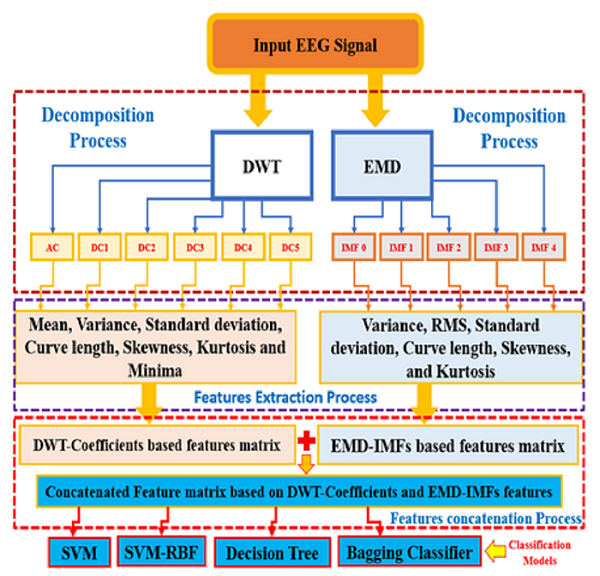 Input EEG Signal
Decomposition
Process
Decomposition
Process
DWT
EMD
AC
DC1
DC2
DC3
DC4
DC5
IMF 0
IMF 1
IMF 2
IMF 3
IMF 4
Mean, Variance, Standard deviation,
Curve length, Skewness, Kurtosis and
Minima
Variance, RMS, Standard
deviation, Curve length, Skewness,
and Kurtosis
Features Extraction Process
DWT-Coefficients based features matrix
+
EMD-IMFs based features matrix
Concatenated Feature matrix based on DWT-Coefficients and EMD-IMFs features
Features concatenation Process
SVM
SVM-RBF
Decision Tree
Bagging Classifier
Classification
Models